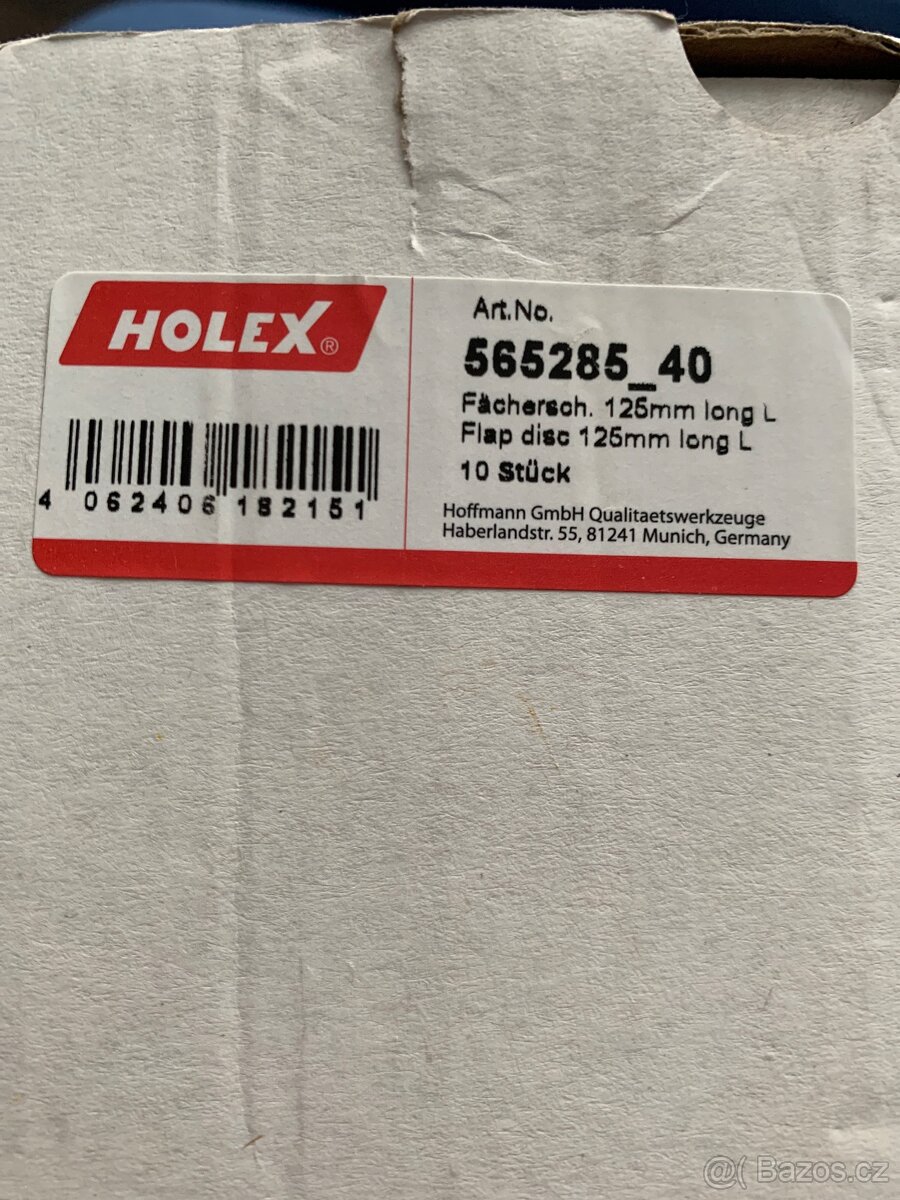 HOLEX®
4 062406 182151
Art.No.
565285_40
Fächersch. 125mm long L
Flap disc 125mm long L
10 Stück
Hoffmann GmbH Qualitaetswerkzeuge
Haberlandstr. 55, 81241 Munich, Germany
@( Bazos.cz